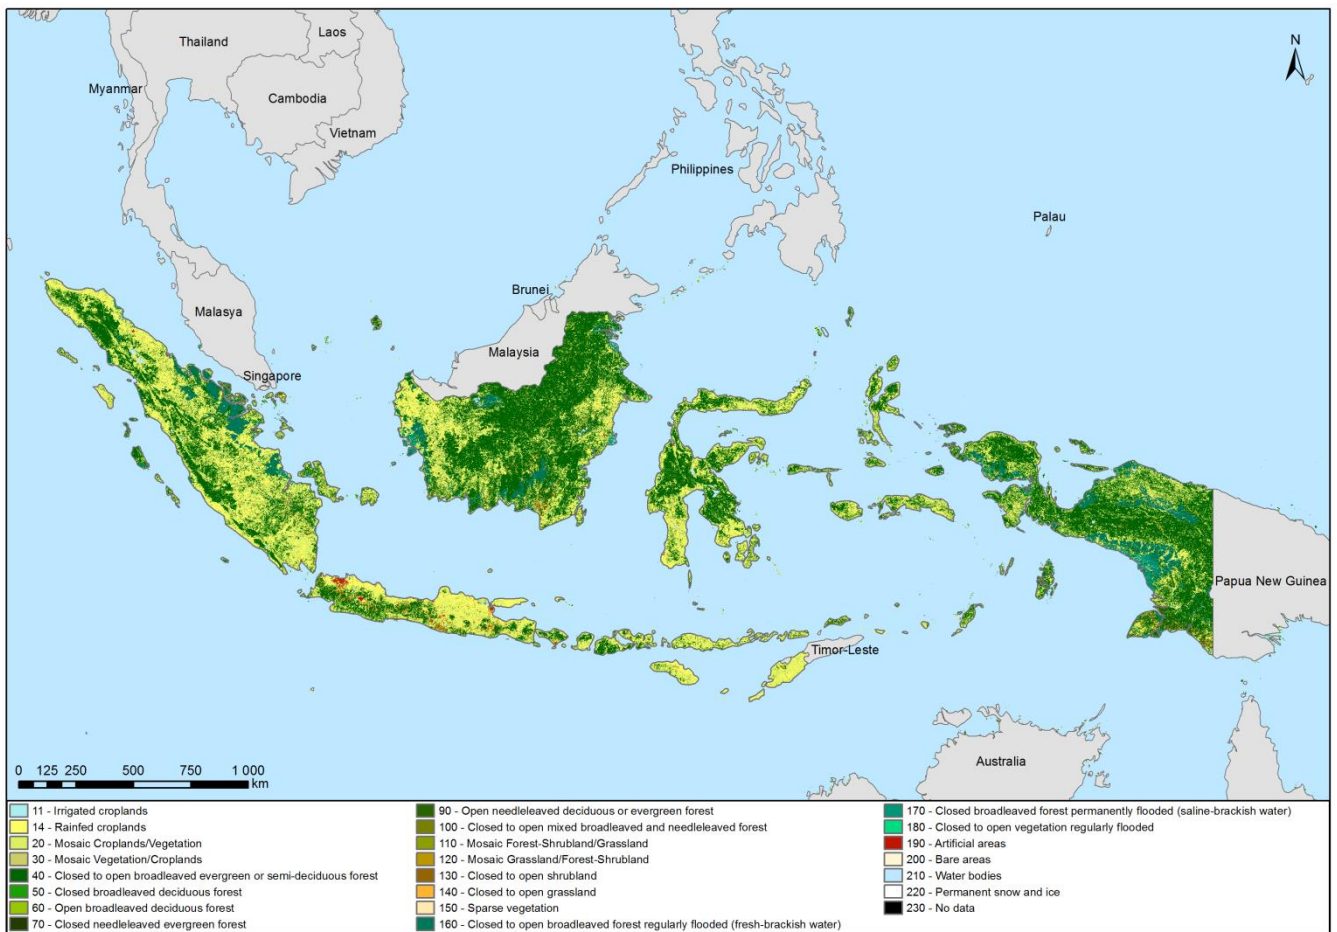 Laos
Thailand
N
Myanmar
Cambodia
Vietnam
Philippines
Palau
Brunei
Malasya
Malaysia
Singapore
Papua New Guinea
Timor-Leste
Australia
0 125 250 500 750 1 000
km
11 - Irrigated croplands
14 - Rainfed croplands
20 - Mosaic Croplands/Vegetation
30 - Mosaic Vegetation/Croplands
40 - Closed to open broadleaved evergreen or semi-deciduous forest
50 - Closed broadleaved deciduous forest
60 - Open broadleaved deciduous forest
70 - Closed needleleaved evergreen forest
90 - Open needleleaved deciduous or evergreen forest
100 - Closed to open mixed broadleaved and needleleaved forest
110 - Mosaic Forest-Shrubland/Grassland
120 - Mosaic Grassland/Forest-Shrubland
130 - Closed to open shrubland
140 - Closed to open grassland
150 - Sparse vegetation
160 - Closed to open broadleaved forest regularly flooded (fresh-brackish water)
170 - Closed broadleaved forest permanently flooded (saline-brackish water)
180 - Closed to open vegetation regularly flooded
190 - Artificial areas
200 - Bare areas
210 - Water bodies
220 - Permanent snow and ice
230 - No data